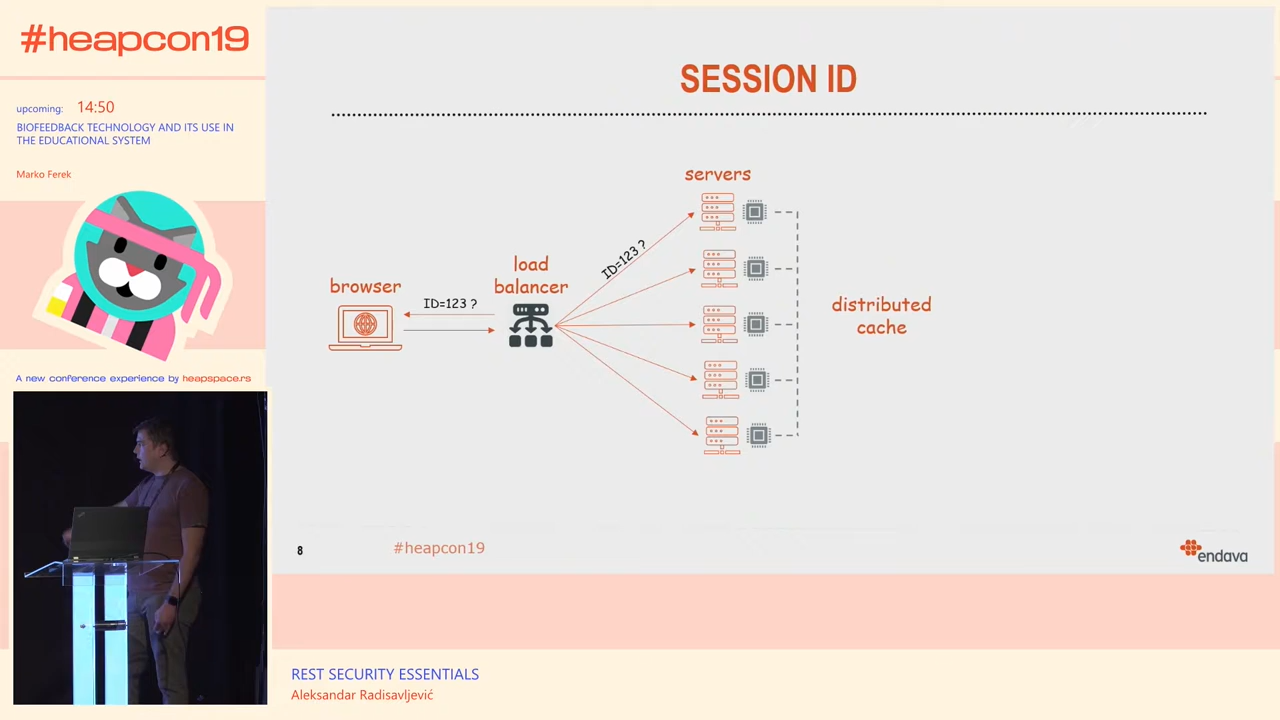 #heapcon19
upcoming: 14:50
BIOFEEDBACK TECHNOLOGY AND ITS USE IN
THE EDUCATIONAL SYSTEM
Marko Ferek
A new conference experience by heapspace.rs
SESSION ID
servers
ID=123 ?
load
balancer
browser
ID=123 ?
distributed
cache
8
#heapcon19
endava
REST SECURITY ESSENTIALS
Aleksandar Radisavljević